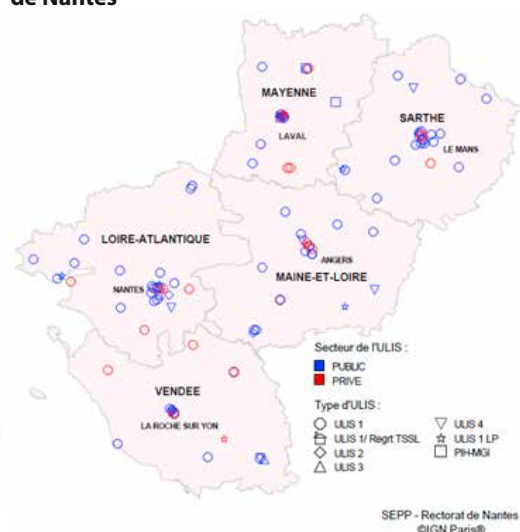 de Nantes
MAYENNE
LAVAL
SARTHE
LE MANS
LOIRE-ATLANTIQUE
NANTES
ANGERS
MAINE-ET-LOIRE
VENDEE
LA ROCHE SUR YON
Secteur de l'ULIS :
PUBLIC
PRIVE
Type d'ULIS :
ULIS 1
ULIS 1/ Regrt TSSL
ULIS 2
ULIS 3
ULIS 4
ULIS 1 LP
PIH-MGI
SEPP - Rectorat de Nantes
©IGN Paris®